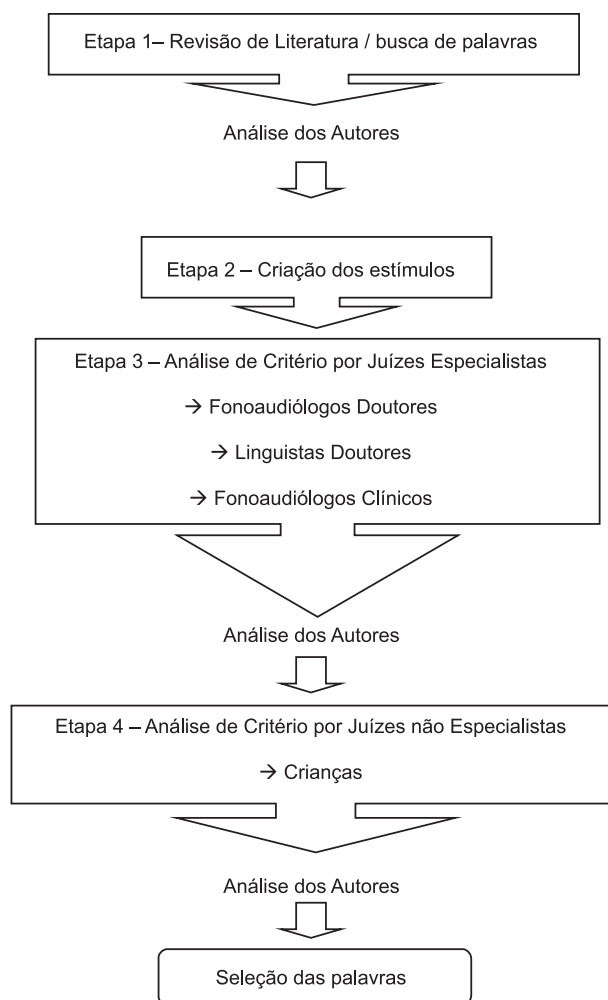 Etapa 1– Revisão de Literatura / busca de palavras
Análise dos Autores
Etapa 2 – Criação dos estímulos
Etapa 3 – Análise de Critério por Juízes Especialistas
→ Fonoaudiólogos Doutores
→ Linguistas Doutores
→ Fonoaudiólogos Clínicos
Análise dos Autores
Etapa 4 – Análise de Critério por Juízes não Especialistas
→ Crianças
Análise dos Autores
Seleção das palavras